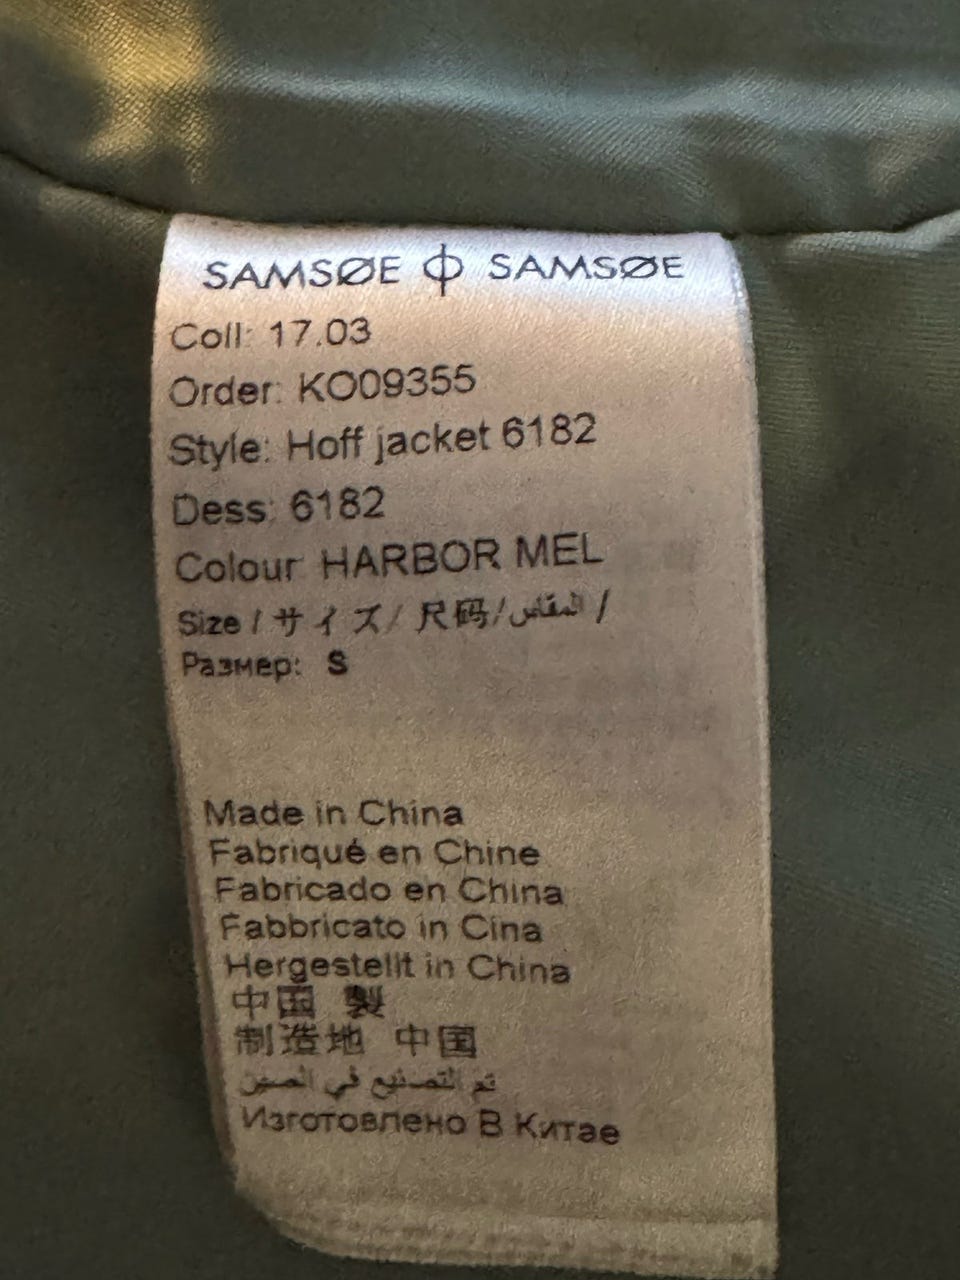 SAMSØE ϕ SAMSØE
Coll: 17.03
Order: KO09355
Style: Hoff jacket 6182
Dess: 6182
Colour HARBOR MEL
Size / サイズ / 尺码 / المقاس /
Размер: S
Made in China
Fabriqué en Chine
Fabricado en China
Fabbricato in Cina
Hergestellt in China
中国 製
制造地 中国
تم التصنيع في الصين
Изготовлено В Китае